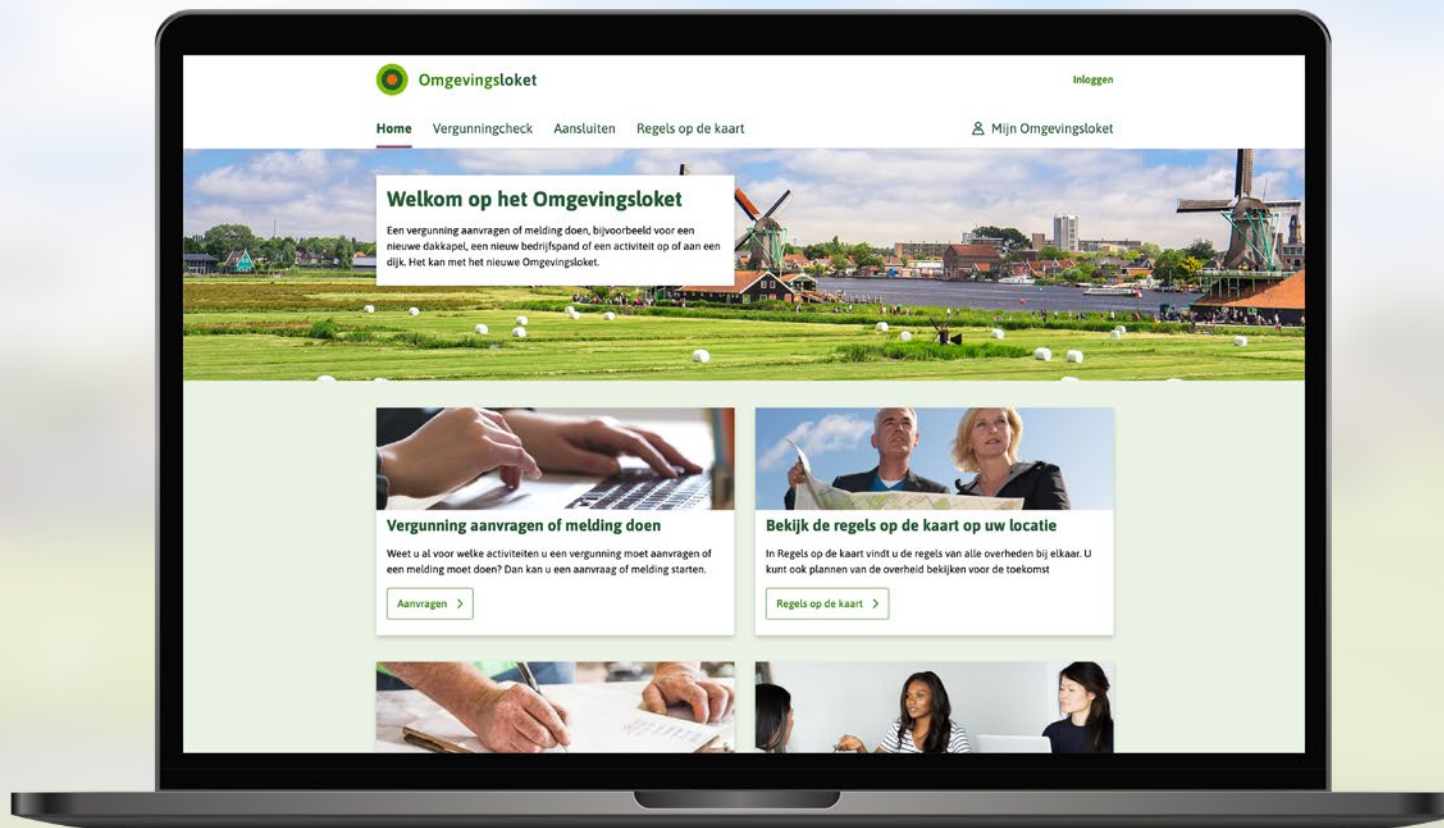 Omgevingsloket
Inloggen
Home Vergunningcheck Aansluiten Regels op de kaart Mijn Omgevingsloket
Welkom op het Omgevingsloket
Een vergunning aanvragen of melding doen, bijvoorbeeld voor een
nieuwe dakkapel, een nieuw bedrijfspand of een activiteit op of aan een
dijk. Het kan met het nieuwe Omgevingsloket.
Vergunning aanvragen of melding doen
Weet u al voor welke activiteiten u een vergunning moet aanvragen of
een melding moet doen? Dan kan u een aanvraag of melding starten.
Aanvragen
Bekijk de regels op de kaart op uw locatie
In Regels op de kaart vindt u de regels van alle overheden bij elkaar. U
kunt ook plannen van de overheid bekijken voor de toekomst
Regels op de kaart